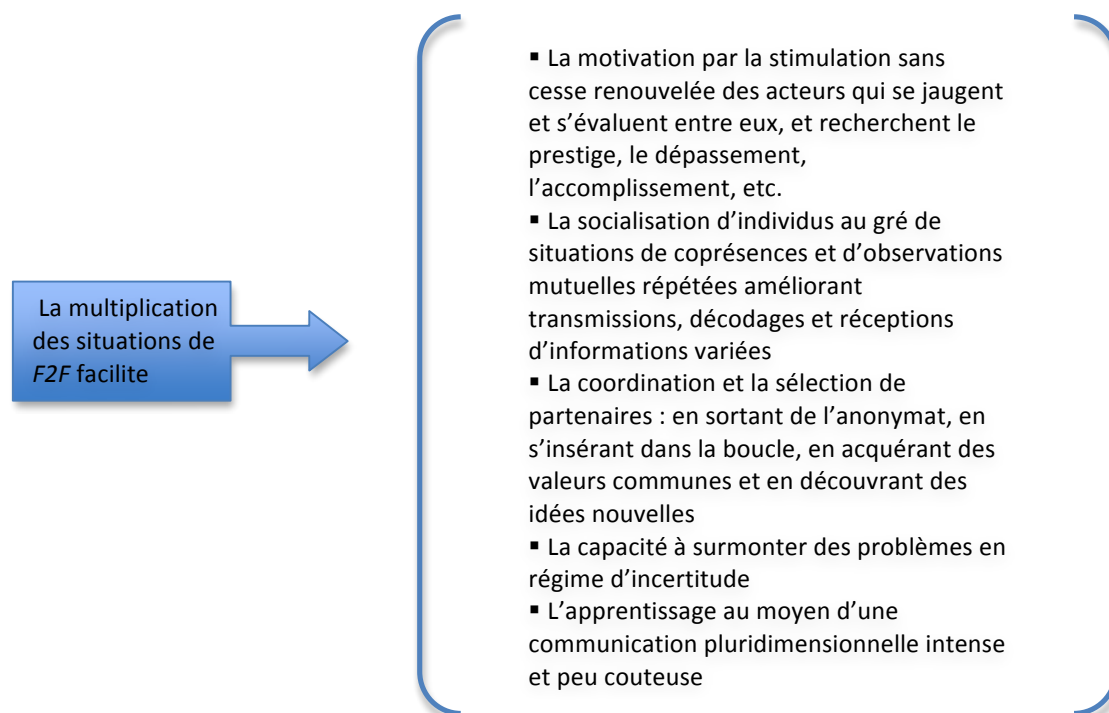 La multiplication
des situations de
F2F facilite
▪ La motivation par la stimulation sans
cesse renouvelée des acteurs qui se jaugent
et s’évaluent entre eux, et recherchent le
prestige, le dépassement,
l’accomplissement, etc.
▪ La socialisation d’individus au gré de
situations de coprésences et d’observations
mutuelles répétées améliorant
transmissions, décodages et réceptions
d’informations variées
▪ La coordination et la sélection de
partenaires : en sortant de l’anonymat, en
s’insérant dans la boucle, en acquérant des
valeurs communes et en découvrant des
idées nouvelles
▪ La capacité à surmonter des problèmes en
régime d’incertitude
▪ L’apprentissage au moyen d’une
communication pluridimensionnelle intense
et peu couteuse